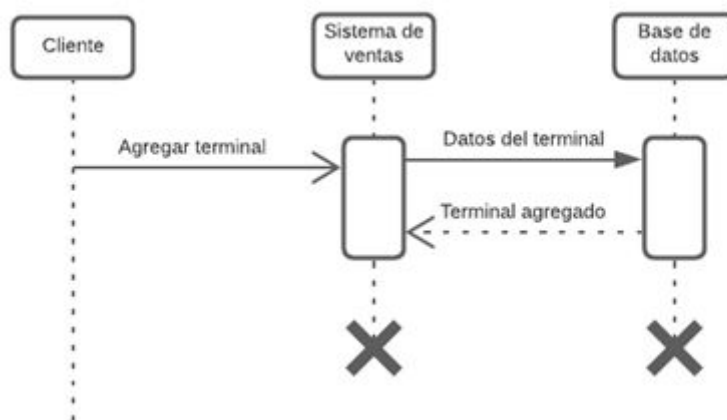 Cliente
Sistema de
ventas
Base de
datos
Agregar terminal
Datos del terminal
Terminal agregado